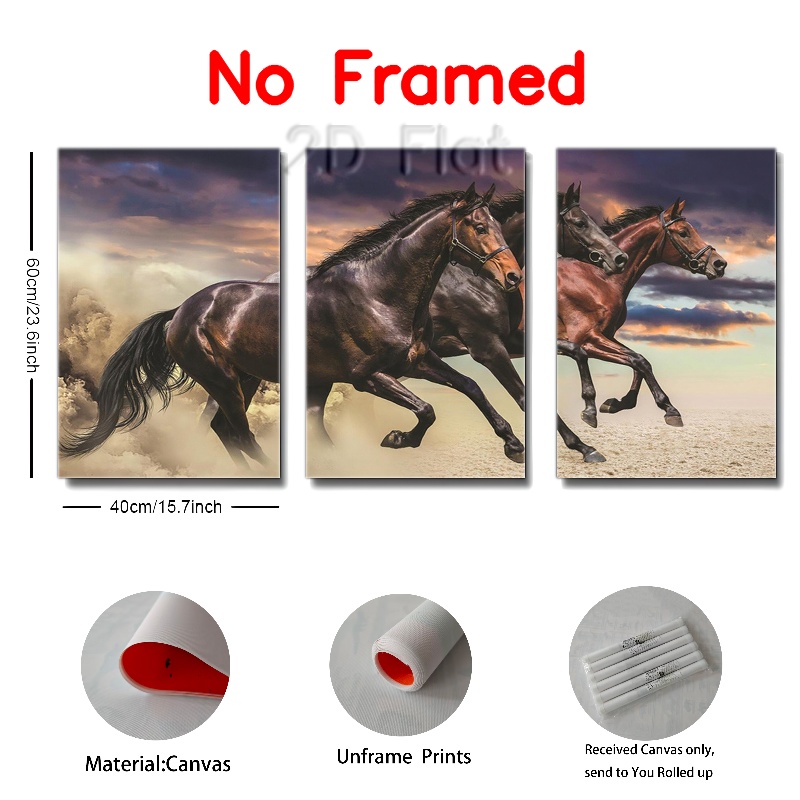 No Framed
2D Flat
60cm/23.6inch
40cm/15.7inch
Material:Canvas
Unframe Prints
Received Canvas only,
send to You Rolled up